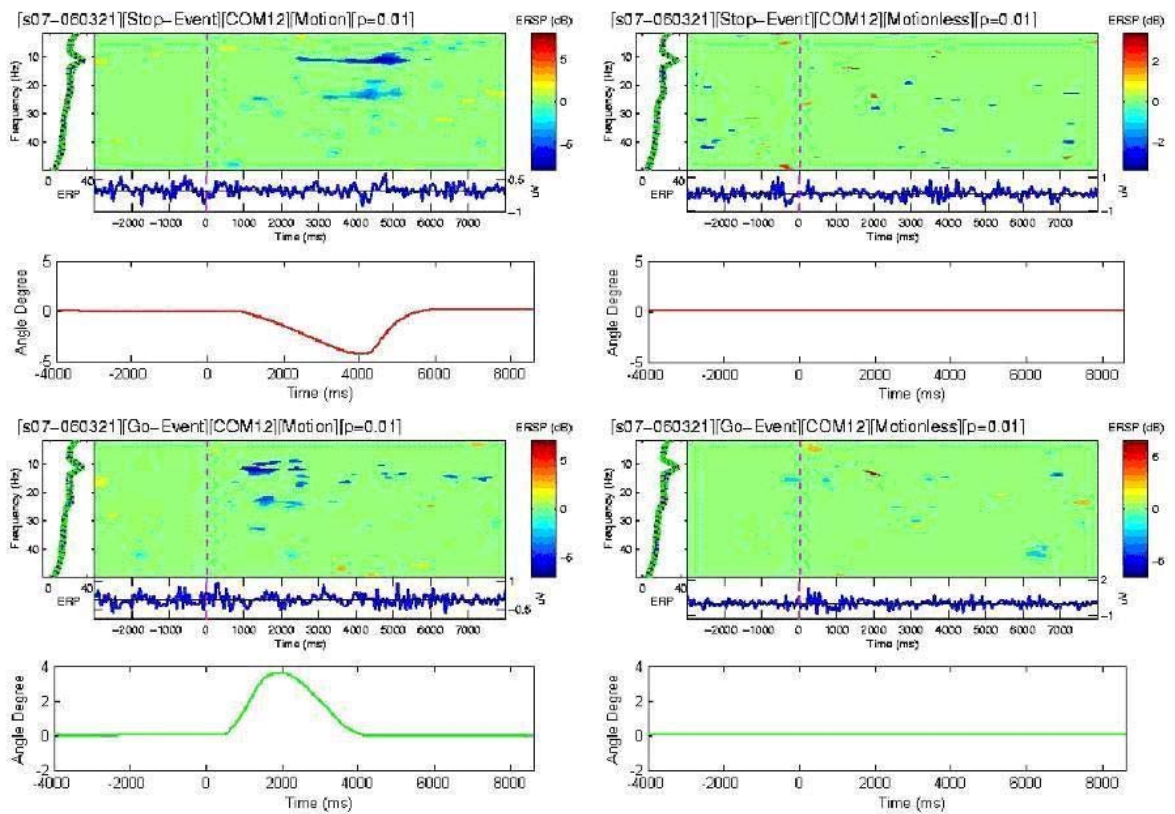 [s07-060321][Stop-Event][COM12][Motion][p=0.01]
ERSP (dB)
Frequency (Hz)
10
20
30
40
5
0
-5
40
ERP
0.5
-1
uV
-2000 -1000 0 1000 2000 3000 4000 5000 6000 7000
Time (ms)
Angle Degree
5
0
-5
-4000 -2000 0 2000 4000 6000 8000
Time (ms)
[s07-060321][Stop-Event][COM12][Motionless][p=0.01]
ERSP (dB)
Frequency (Hz)
10
20
30
40
2
0
-2
40
ERP
1
-1
uV
-2000 -1000 0 1000 2000 3000 4000 5000 6000 7000
Time (ms)
Angle Degree
5
0
-5
-4000 -2000 0 2000 4000 6000 8000
Time (ms)
[s07-060321][Go-Event][COM12][Motion][p=0.01]
ERSP (dB)
Frequency (Hz)
10
20
30
40
5
0
-5
40
ERP
1
-0.5
uV
-2000 -1000 0 1000 2000 3000 4000 5000 6000 7000
Time (ms)
Angle Degree
4
2
0
-2
-4000 -2000 0 2000 4000 6000 8000
Time (ms)
[s07-060321][Go-Event][COM12][Motionless][p=0.01]
ERSP (dB)
Frequency (Hz)
10
20
30
40
5
0
-5
40
ERP
2
-1
uV
-2000 -1000 0 1000 2000 3000 4000 5000 6000 7000
Time (ms)
Angle Degree
4
2
0
-2
-4000 -2000 0 2000 4000 6000 8000
Time (ms)